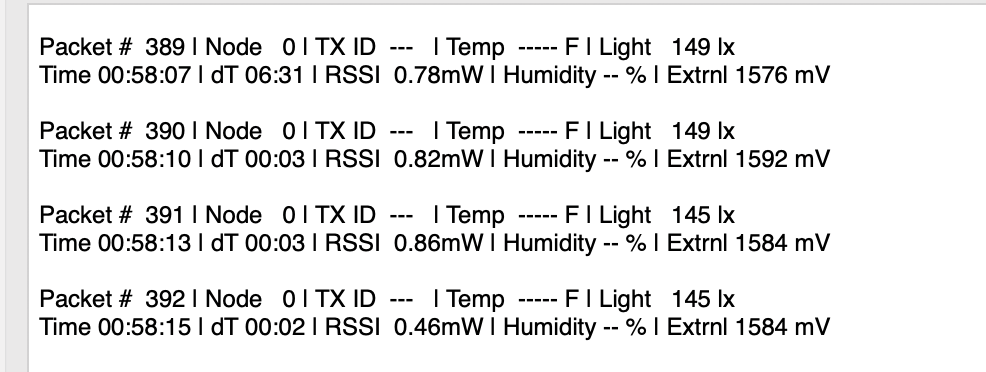 Packet #  389 | Node   0 | TX ID  ---   | Temp  ----- F | Light   149 lx
Time 00:58:07 | dT 06:31 | RSSI  0.78mW | Humidity -- % | Extrnl 1576 mV
Packet #  390 | Node   0 | TX ID  ---   | Temp  ----- F | Light   149 lx
Time 00:58:10 | dT 00:03 | RSSI  0.82mW | Humidity -- % | Extrnl 1592 mV
Packet #  391 | Node   0 | TX ID  ---   | Temp  ----- F | Light   145 lx
Time 00:58:13 | dT 00:03 | RSSI  0.86mW | Humidity -- % | Extrnl 1584 mV
Packet #  392 | Node   0 | TX ID  ---   | Temp  ----- F | Light   145 lx
Time 00:58:15 | dT 00:02 | RSSI  0.46mW | Humidity -- % | Extrnl 1584 mV